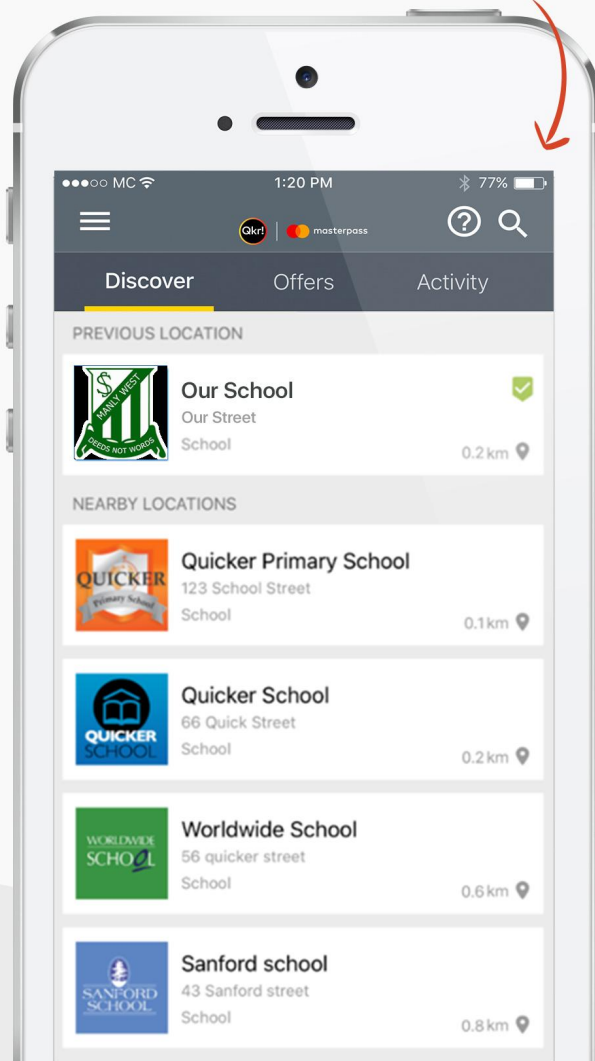 MC 1:20 PM 77%
Qkr! masterpass
Discover Offers Activity
PREVIOUS LOCATION
S S
MANLY WEST
DEEDS NOT WORDS
Our School
Our Street
School
0.2 km
NEARBY LOCATIONS
QUICKER
Primary School
Quicker Primary School
123 School Street
School
0.1 km
QUICKER
SCHOOL
Quicker School
66 Quick Street
School
0.2 km
WORLDWIDE
SCHOOL
Worldwide School
56 quicker street
School
0.6 km
SANFORD
SCHOOL
Sanford school
43 Sanford street
School
0.8 km